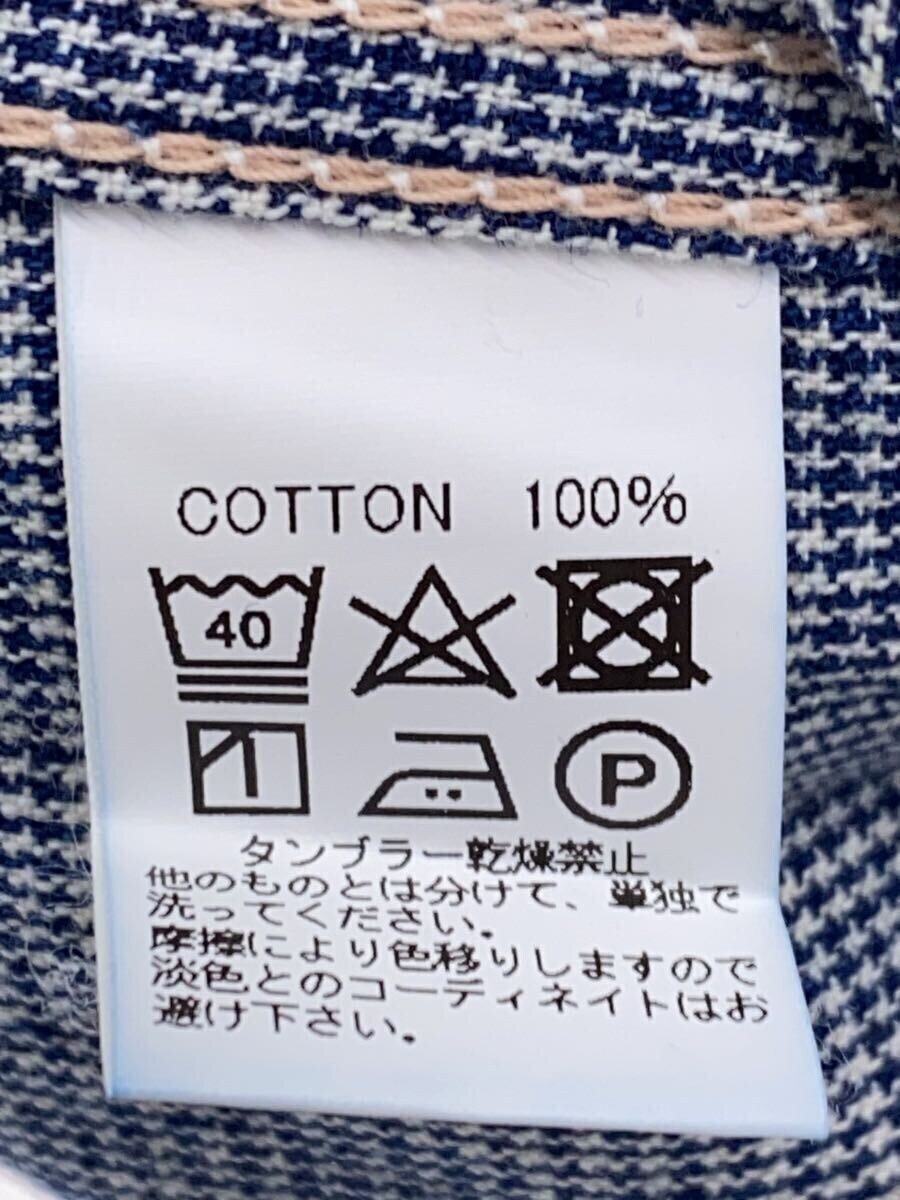 COTTON 100%
40
P
タンブラー乾燥禁止
他のものとは分けて、単独で
洗ってください。
摩擦により色移りしますので
淡色とのコーディネイトはお
避け下さい。